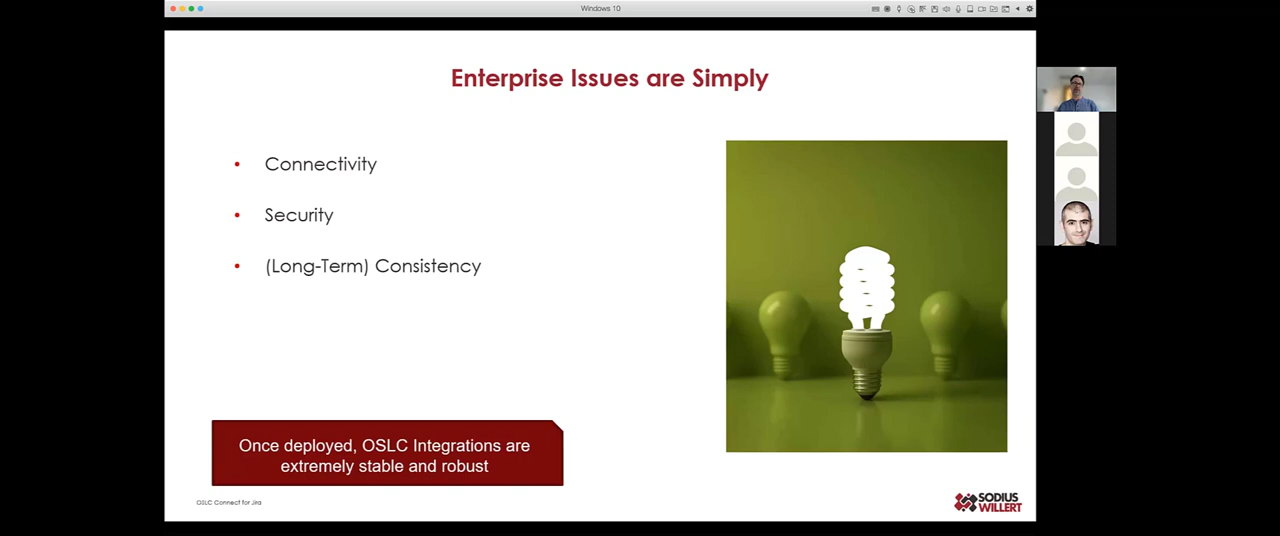 Windows 10
Enterprise Issues are Simply
• Connectivity
• Security
• (Long-Term) Consistency
Once deployed, OSLC Integrations are
extremely stable and robust
OSLC Connect for Jira
SODIUS
WILLERT